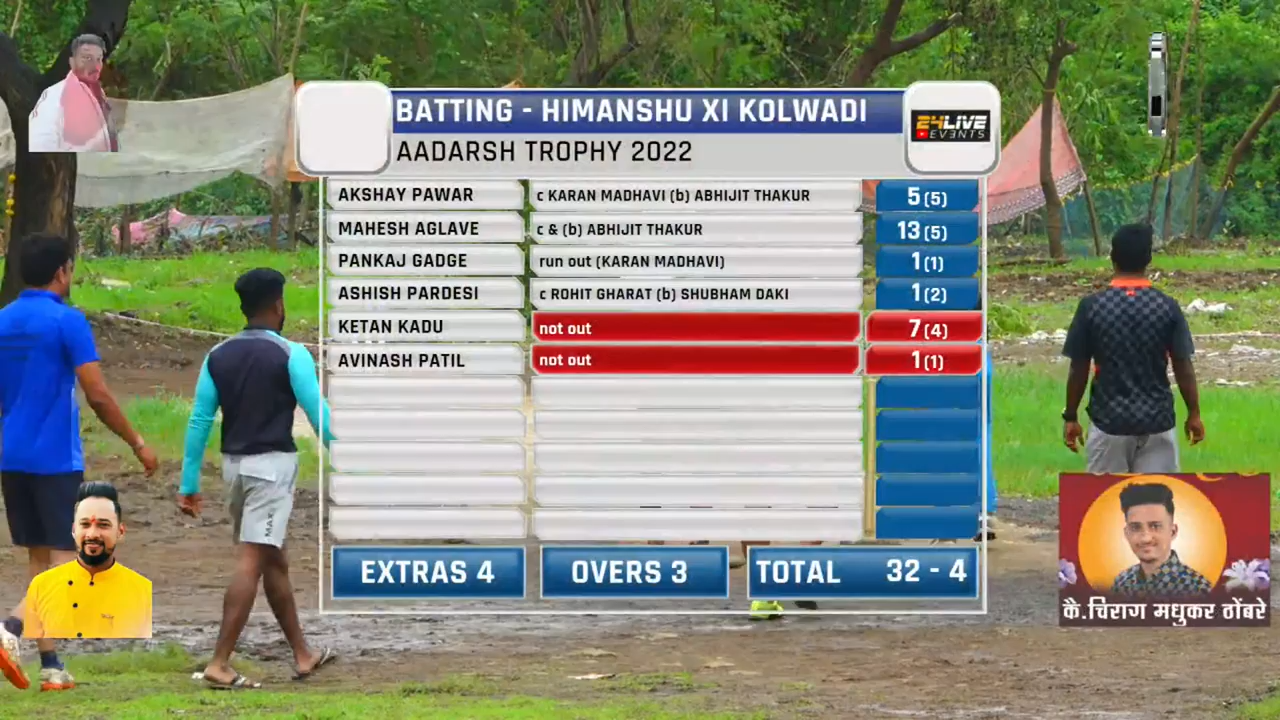 BATTING - HIMANSHU XI KOLWADI
AADARSH TROPHY 2022
24LIVE
EVENTS
AKSHAY PAWAR c KARAN MADHAVI (b) ABHIJIT THAKUR 5 (5)
MAHESH AGLAVE c & (b) ABHIJIT THAKUR 13 (5)
PANKAJ GADGE run out (KARAN MADHAVI) 1 (1)
ASHISH PARDESI c ROHIT GHARAT (b) SHUBHAM DAKI 1 (2)
KETAN KADU not out 7 (4)
AVINASH PATIL not out 1 (1)
EXTRAS 4 OVERS 3 TOTAL 32 - 4
MAX
कै.चिराग मधुकर ठोंबरे